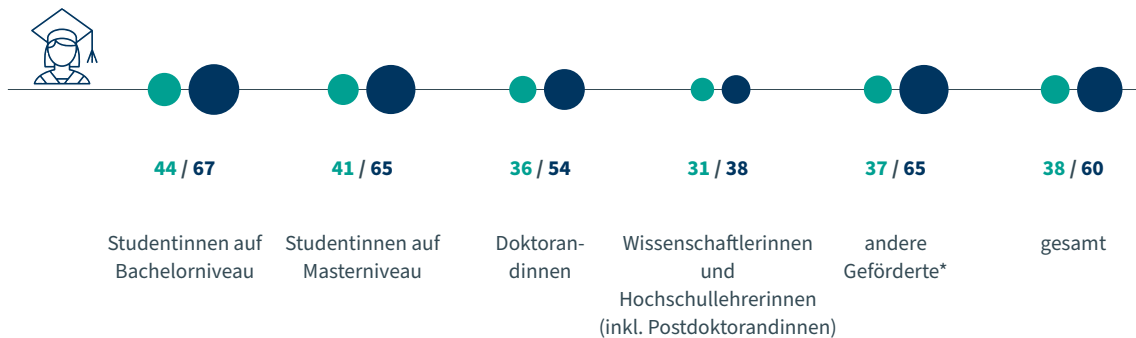 44 / 67
41 / 65
36 / 54
31 / 38
37 / 65
38 / 60
Studentinnen auf
Bachelorniveau
Studentinnen auf
Masterniveau
Doktoran-
dinnen
Wissenschaftlerinnen
und
Hochschullehrerinnen
(inkl. Postdoktorandinnen)
andere
Geförderte*
gesamt